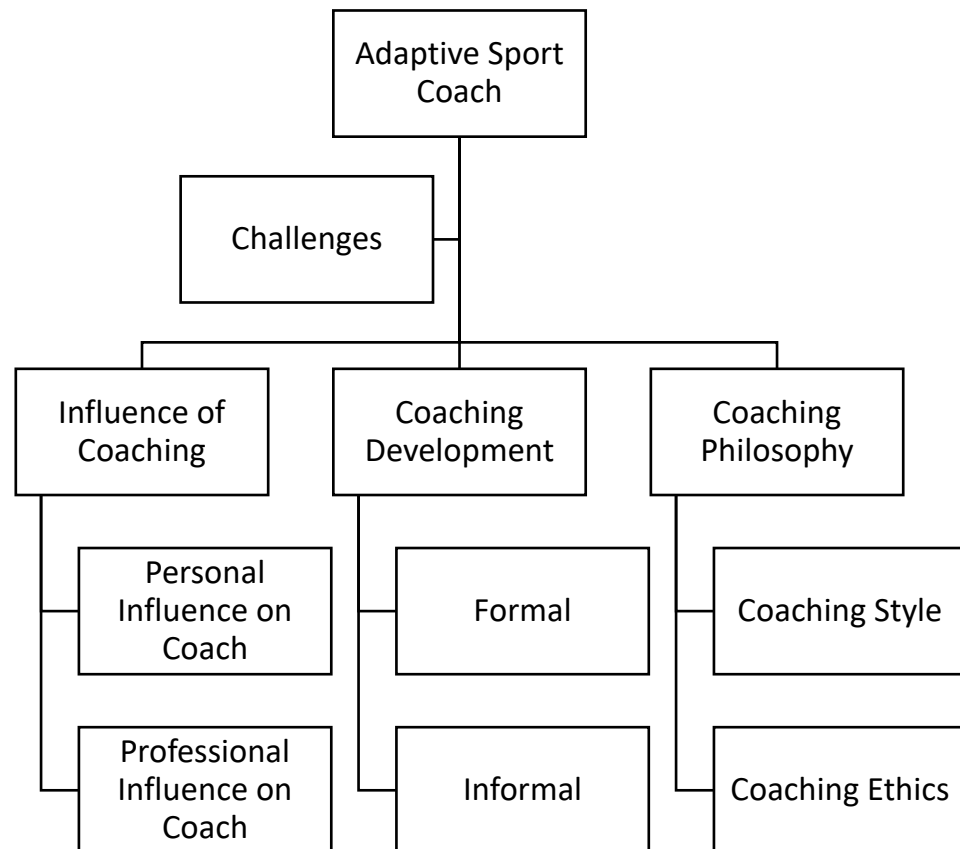 Adaptive Sport
Coach
Challenges
Influence of
Coaching
Coaching
Development
Coaching
Philosophy
Personal
Influence on
Coach
Formal
Coaching Style
Professional
Influence on
Coach
Informal
Coaching Ethics